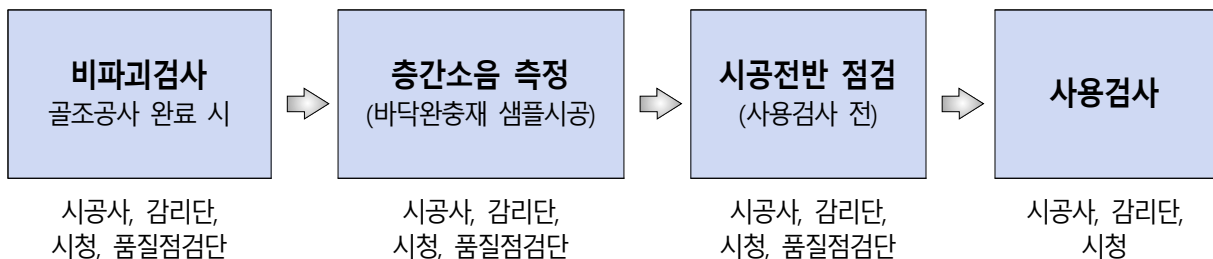 비파괴검사
골조공사 완료 시
층간소음 측정
(바닥완충재 샘플시공)
시공전반 점검
(사용검사 전)
사용검사
시공사, 감리단,
시청, 품질점검단
시공사, 감리단,
시청, 품질점검단
시공사, 감리단,
시청, 품질점검단
시공사, 감리단,
시청